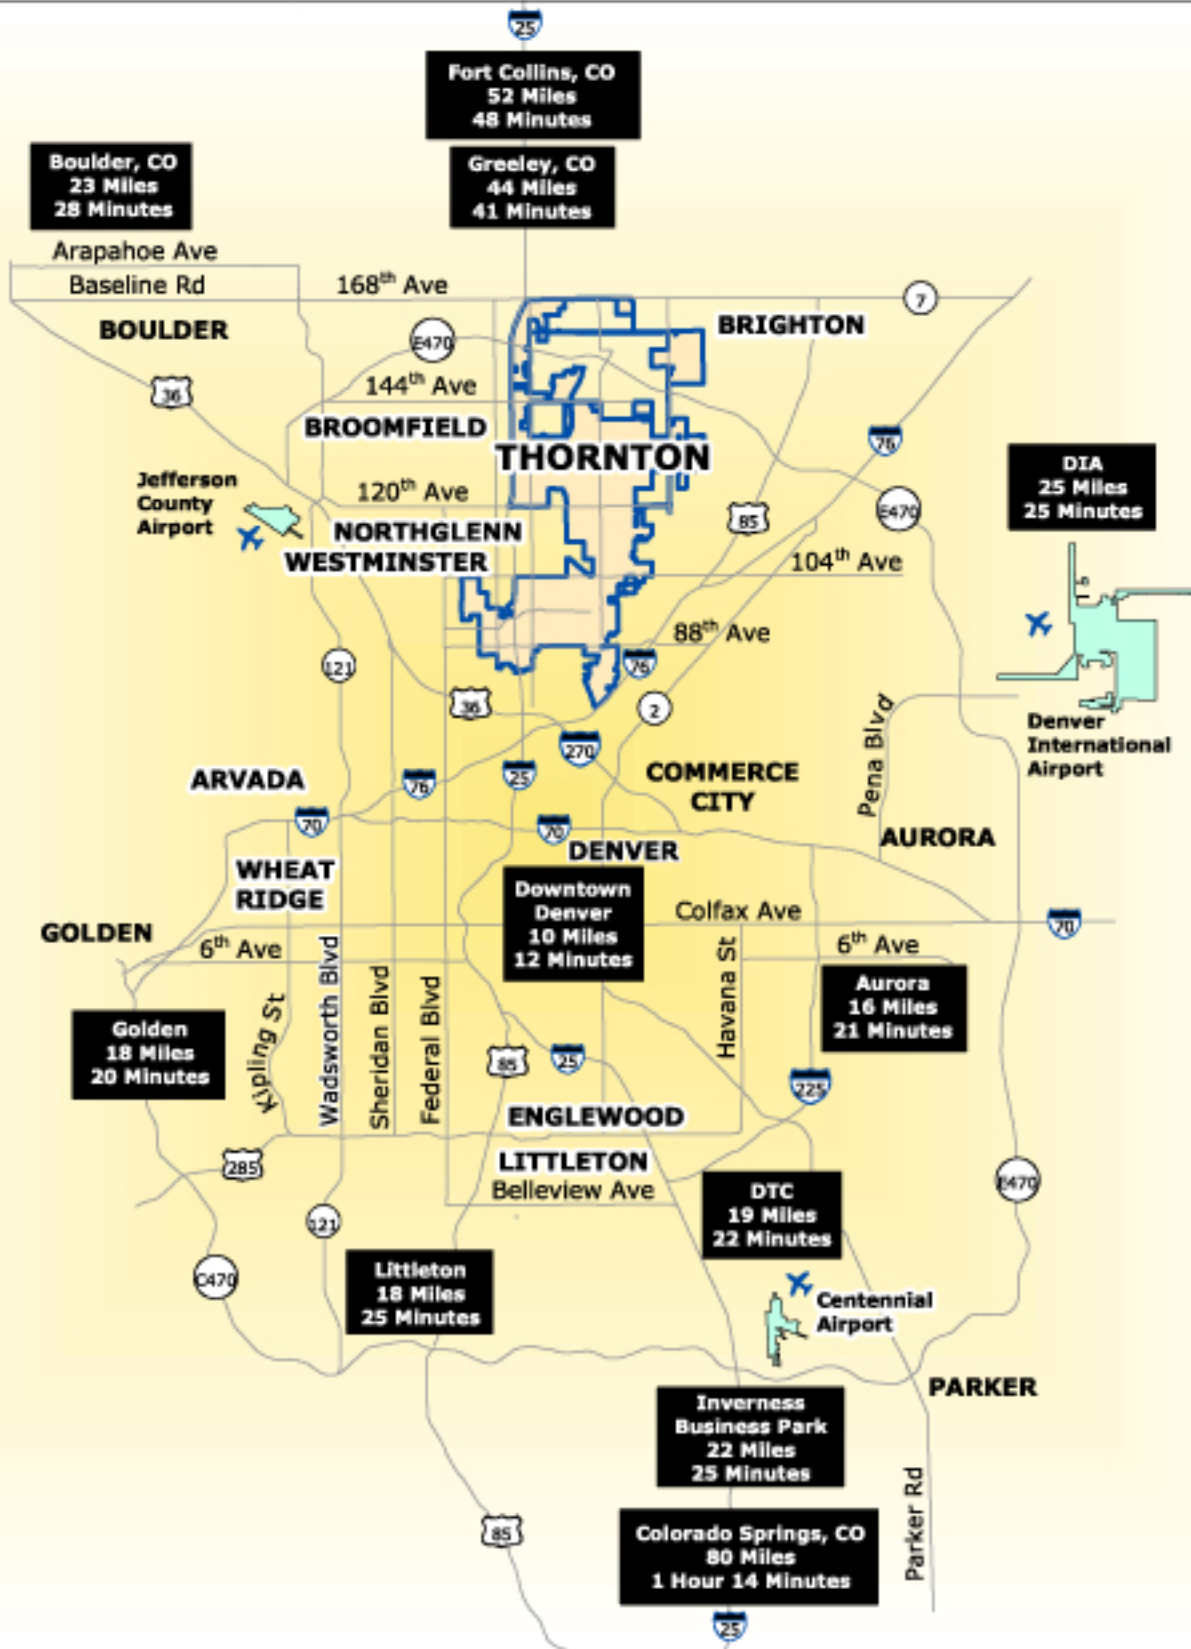 25
Fort Collins, CO
52 Miles
48 Minutes
Boulder, CO
23 Miles
28 Minutes
Greeley, CO
44 Miles
41 Minutes
Arapahoe Ave
Baseline Rd
168th Ave
7
BOULDER
BRIGHTON
E470
36
144th Ave
BROOMFIELD
76
THORNTON
DIA
25 Miles
25 Minutes
Jefferson
County
Airport
120th Ave
E470
85
NORTHGLENN
WESTMINSTER
104th Ave
88th Ave
121
76
36
2
Denver
International
Airport
Pena Blvd
270
25
76
ARVADA
COMMERCE
CITY
70
70
AURORA
DENVER
WHEAT
RIDGE
Downtown
Denver
10 Miles
12 Minutes
Colfax Ave
70
GOLDEN
6th Ave
6th Ave
Kipling St
Wadsworth Blvd
Sheridan Blvd
Federal Blvd
Havana St
Aurora
16 Miles
21 Minutes
Golden
18 Miles
20 Minutes
85
25
225
ENGLEWOOD
285
LITTLETON
Belleview Ave
E470
DTC
19 Miles
22 Minutes
121
C470
Littleton
18 Miles
25 Minutes
Centennial
Airport
PARKER
Inverness
Business Park
22 Miles
25 Minutes
Parker Rd
85
Colorado Springs, CO
80 Miles
1 Hour 14 Minutes
25